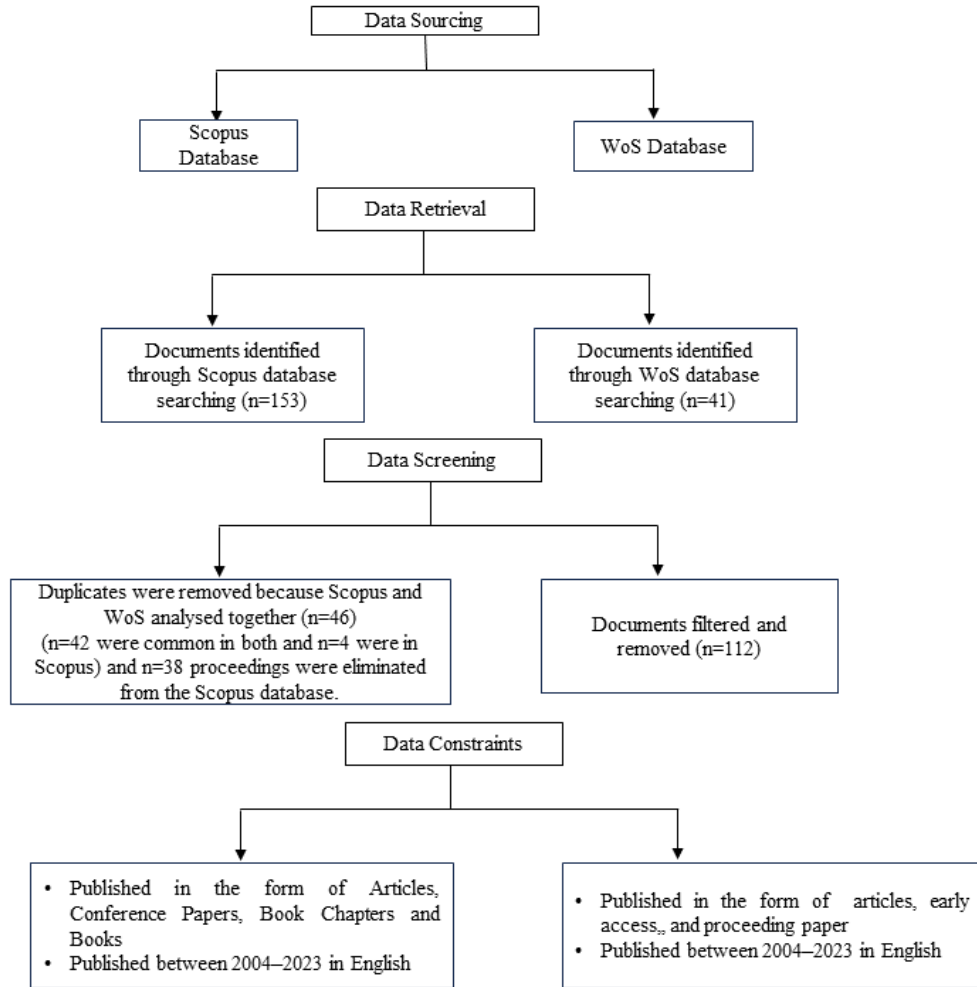 Data Sourcing
Scopus
Database
WoS Database
Data Retrieval
Documents identified
through Scopus database
searching (n=153)
Documents identified
through WoS database
searching (n=41)
Data Screening
Duplicates were removed because Scopus and
WoS analysed together (n=46)
(n=42 were common in both and n=4 were in
Scopus) and n=38 proceedings were eliminated
from the Scopus database.
Documents filtered and
removed (n=112)
Data Constraints
• Published in the form of Articles,
Conference Papers, Book Chapters and
Books
• Published between 2004–2023 in English
• Published in the form of articles, early
access,, and proceeding paper
• Published between 2004–2023 in English